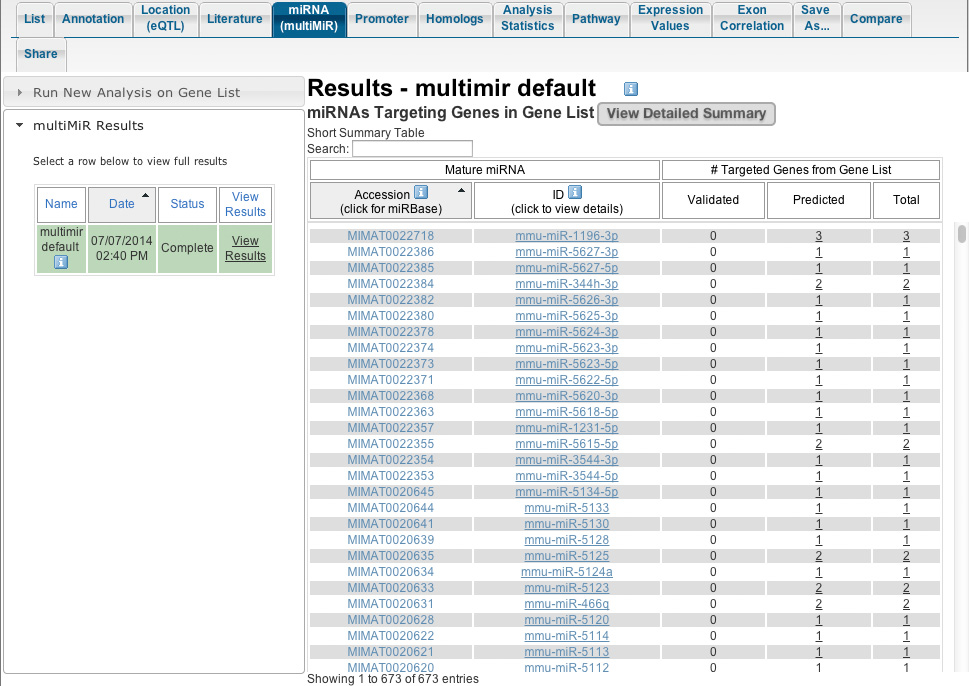 List Annotation Location (eQTL) Literature miRNA (multiMiR) Promoter Homologs Analysis Statistics Pathway Expression Values Exon Correlation Save As... Compare
Share
Run New Analysis on Gene List
multiMiR Results
Select a row below to view full results
Name Date Status View Results
multimir default 07/07/2014 02:40 PM Complete View Results
Results - multimir default
miRNAs Targeting Genes in Gene List View Detailed Summary
Short Summary Table
Search:
Mature miRNA # Targeted Genes from Gene List
Accession (click for miRBase) ID (click to view details) Validated Predicted Total
MIMAT0022718 mmu-miR-1196-3p 0 3 3
MIMAT0022386 mmu-miR-5627-3p 0 1 1
MIMAT0022385 mmu-miR-5627-5p 0 1 1
MIMAT0022384 mmu-miR-344h-3p 0 2 2
MIMAT0022382 mmu-miR-5626-3p 0 1 1
MIMAT0022380 mmu-miR-5625-3p 0 1 1
MIMAT0022378 mmu-miR-5624-3p 0 1 1
MIMAT0022374 mmu-miR-5623-3p 0 1 1
MIMAT0022373 mmu-miR-5623-5p 0 1 1
MIMAT0022371 mmu-miR-5622-5p 0 1 1
MIMAT0022368 mmu-miR-5620-3p 0 1 1
MIMAT0022363 mmu-miR-5618-5p 0 1 1
MIMAT0022357 mmu-miR-1231-5p 0 1 1
MIMAT0022355 mmu-miR-5615-5p 0 2 2
MIMAT0022354 mmu-miR-3544-3p 0 1 1
MIMAT0022353 mmu-miR-3544-5p 0 1 1
MIMAT0020645 mmu-miR-5134-5p 0 1 1
MIMAT0020644 mmu-miR-5133 0 1 1
MIMAT0020641 mmu-miR-5130 0 1 1
MIMAT0020639 mmu-miR-5128 0 1 1
MIMAT0020635 mmu-miR-5125 0 2 2
MIMAT0020634 mmu-miR-5124a 0 1 1
MIMAT0020633 mmu-miR-5123 0 2 2
MIMAT0020631 mmu-miR-466q 0 2 2
MIMAT0020628 mmu-miR-5120 0 1 1
MIMAT0020622 mmu-miR-5114 0 1 1
MIMAT0020621 mmu-miR-5113 0 1 1
MIMAT0020620 mmu-miR-5112 0 1 1
Showing 1 to 673 of 673 entries